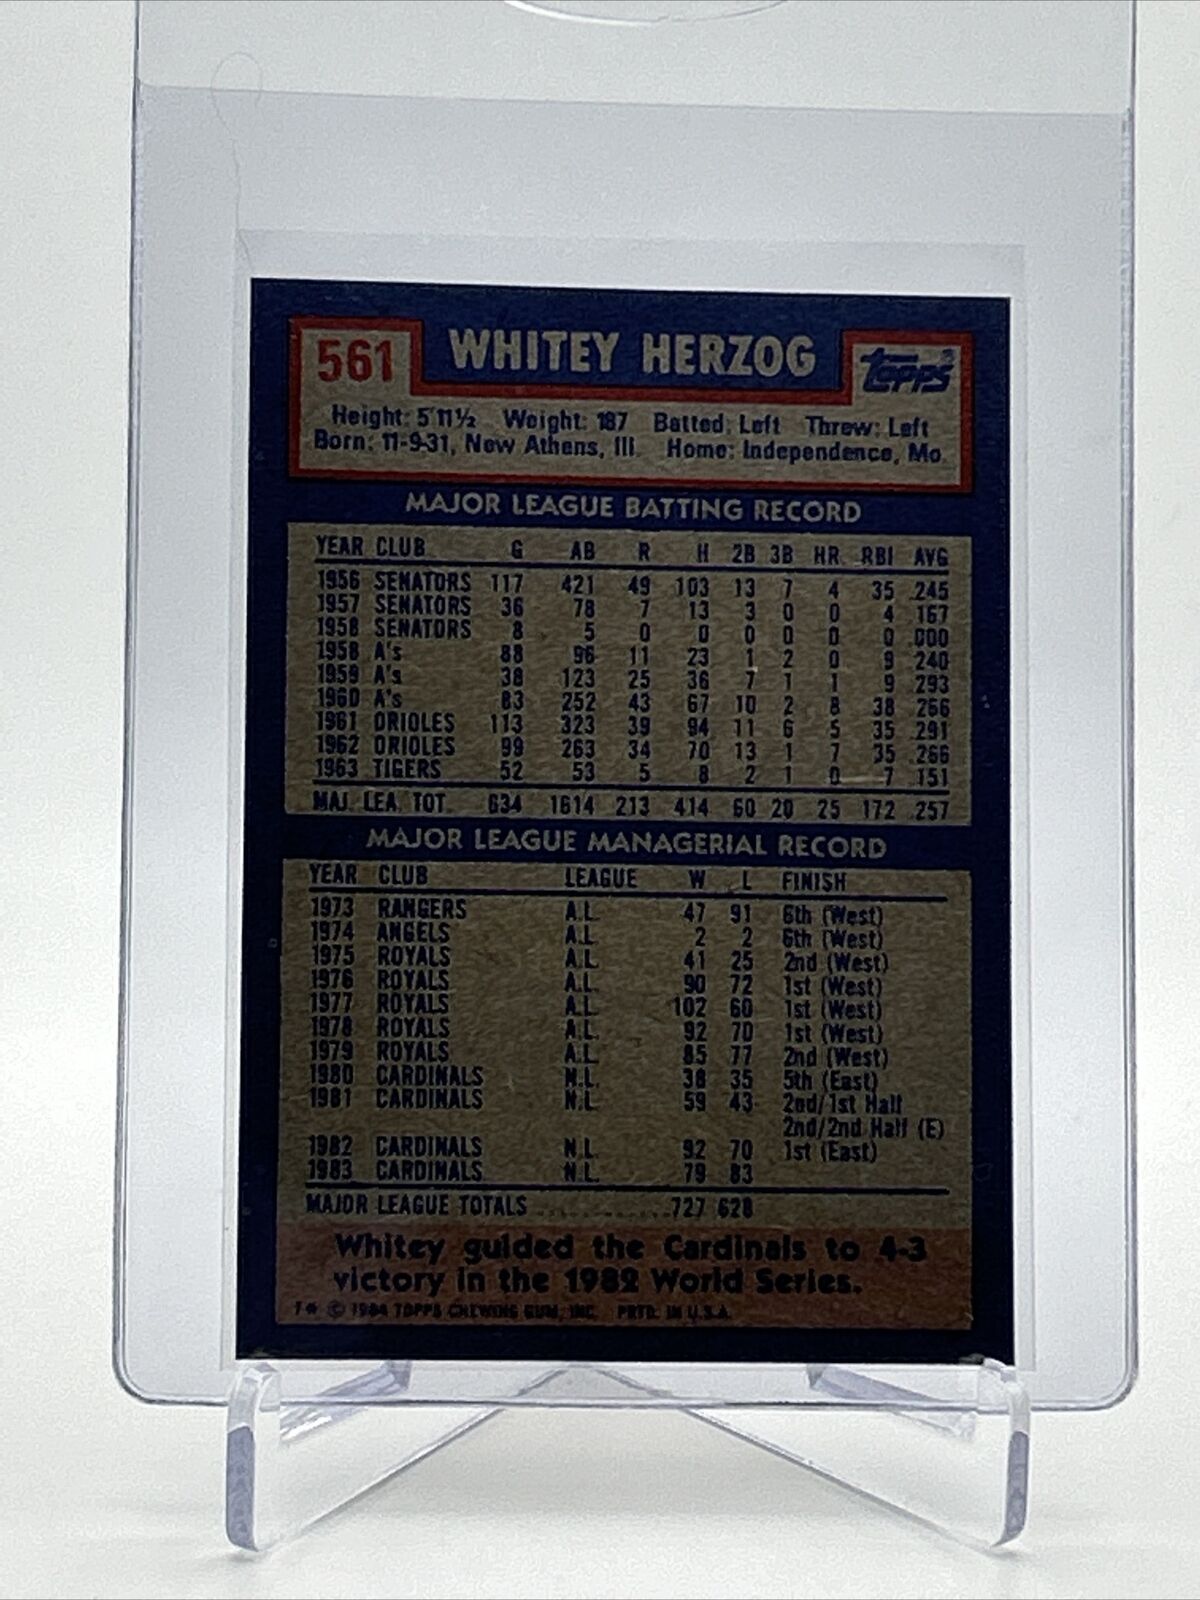 561 WHITEY HERZOG Topps
Height: 5'11½ Weight: 187 Batted: Left Threw: Left
Born: 11-9-31, New Athens, Ill. Home: Independence, Mo.
MAJOR LEAGUE BATTING RECORD
YEAR CLUB G AB R H 2B 3B HR RBI AVG
1956 SENATORS 117 421 49 103 13 7 4 35 .245
1957 SENATORS 36 78 7 13 3 0 0 4 .167
1958 SENATORS 8 5 0 0 0 0 0 0 .000
1958 A's 88 96 11 23 1 2 0 9 .240
1959 A's 38 123 25 36 7 1 1 9 .293
1960 A's 83 252 43 67 10 2 8 38 .266
1961 ORIOLES 113 323 39 94 11 6 5 35 .291
1962 ORIOLES 99 263 34 70 13 1 7 35 .266
1963 TIGERS 52 53 5 8 2 1 0 7 .151
MAJ. LEA. TOT. 634 1614 213 414 60 20 25 172 .257
MAJOR LEAGUE MANAGERIAL RECORD
YEAR CLUB LEAGUE W L FINISH
1973 RANGERS A.L. 47 91 6th (West)
1974 ANGELS A.L. 2 2 6th (West)
1975 ROYALS A.L. 41 25 2nd (West)
1976 ROYALS A.L. 90 72 1st (West)
1977 ROYALS A.L. 102 60 1st (West)
1978 ROYALS A.L. 92 70 1st (West)
1979 ROYALS A.L. 85 77 2nd (West)
1980 CARDINALS N.L. 38 35 5th (East)
1981 CARDINALS N.L. 59 43 2nd/1st Half
2nd/2nd Half (E)
1982 CARDINALS N.L. 92 70 1st (East)
1983 CARDINALS N.L. 79 83
MAJOR LEAGUE TOTALS ............ 727 628
Whitey guided the Cardinals to 4-3
victory in the 1982 World Series.
© 1984 TOPPS CHEWING GUM, INC. PRTD. IN U.S.A.